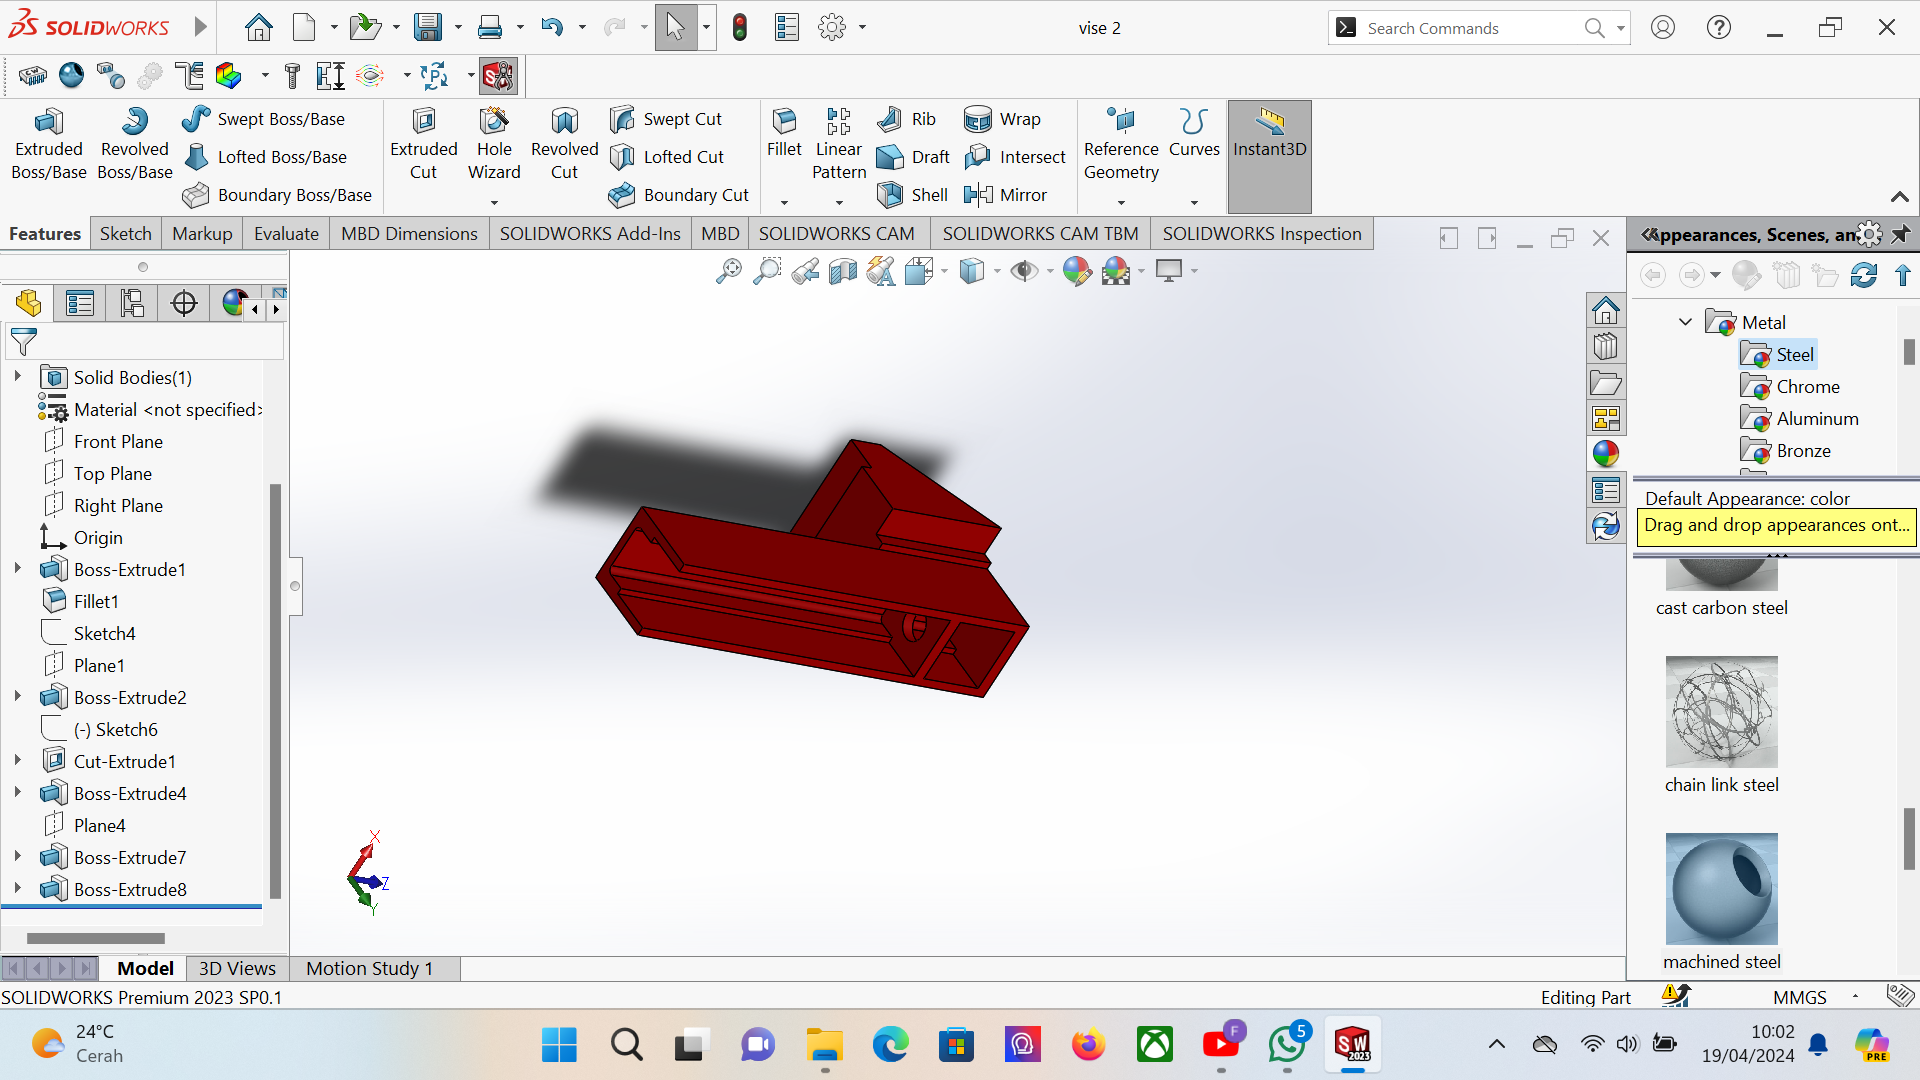 SOLIDWORKS
vise 2
Search Commands
Extruded Boss/Base
Revolved Boss/Base
Swept Boss/Base
Lofted Boss/Base
Boundary Boss/Base
Extruded Cut
Hole Wizard
Revolved Cut
Swept Cut
Lofted Cut
Boundary Cut
Fillet
Linear Pattern
Rib
Draft
Shell
Wrap
Intersect
Mirror
Reference Geometry
Curves
Instant3D
Features
Sketch
Markup
Evaluate
MBD Dimensions
SOLIDWORKS Add-Ins
MBD
SOLIDWORKS CAM
SOLIDWORKS CAM TBM
SOLIDWORKS Inspection
Appearances, Scenes, an
Solid Bodies(1)
Material <not specified>
Front Plane
Top Plane
Right Plane
Origin
Boss-Extrude1
Fillet1
Sketch4
Plane1
Boss-Extrude2
(-) Sketch6
Cut-Extrude1
Boss-Extrude4
Plane4
Boss-Extrude7
Boss-Extrude8
X
Z
Y
Metal
Steel
Chrome
Aluminum
Bronze
Default Appearance: color
Drag and drop appearances ont...
cast carbon steel
chain link steel
machined steel
Model
3D Views
Motion Study 1
SOLIDWORKS Premium 2023 SP0.1
Editing Part
MMGS
24°C
Cerah
F
5
SW
2023
10:02
19/04/2024
PRE